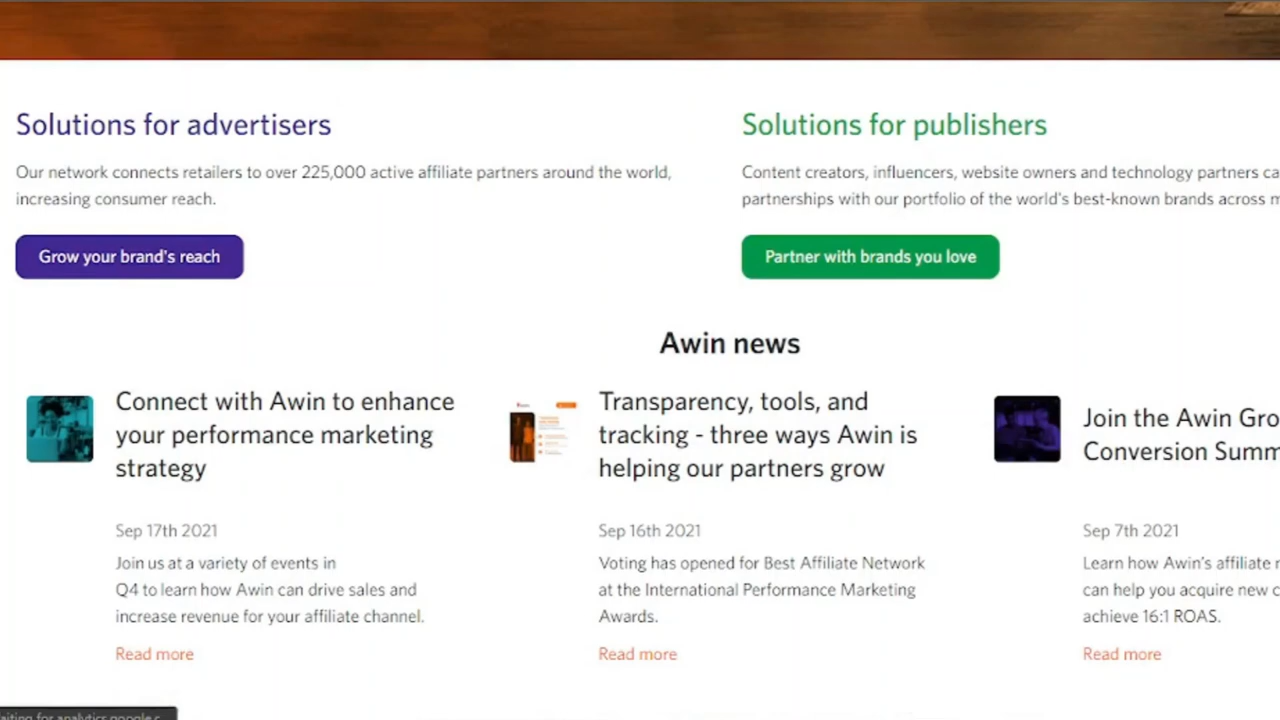 Solutions for advertisers
Our network connects retailers to over 225,000 active affiliate partners around the world,
increasing consumer reach.
Grow your brand's reach
Solutions for publishers
Content creators, influencers, website owners and technology partners ca
partnerships with our portfolio of the world's best-known brands across m
Partner with brands you love
Awin news
Connect with Awin to enhance
your performance marketing
strategy
Sep 17th 2021
Join us at a variety of events in
Q4 to learn how Awin can drive sales and
increase revenue for your affiliate channel.
Read more
Transparency, tools, and
tracking - three ways Awin is
helping our partners grow
Sep 16th 2021
Voting has opened for Best Affiliate Network
at the International Performance Marketing
Awards.
Read more
Join the Awin Gro
Conversion Summ
Sep 7th 2021
Learn how Awin's affiliate
can help you acquire new c
achieve 16:1 ROAS.
Read more
aiting for analytics.google.c